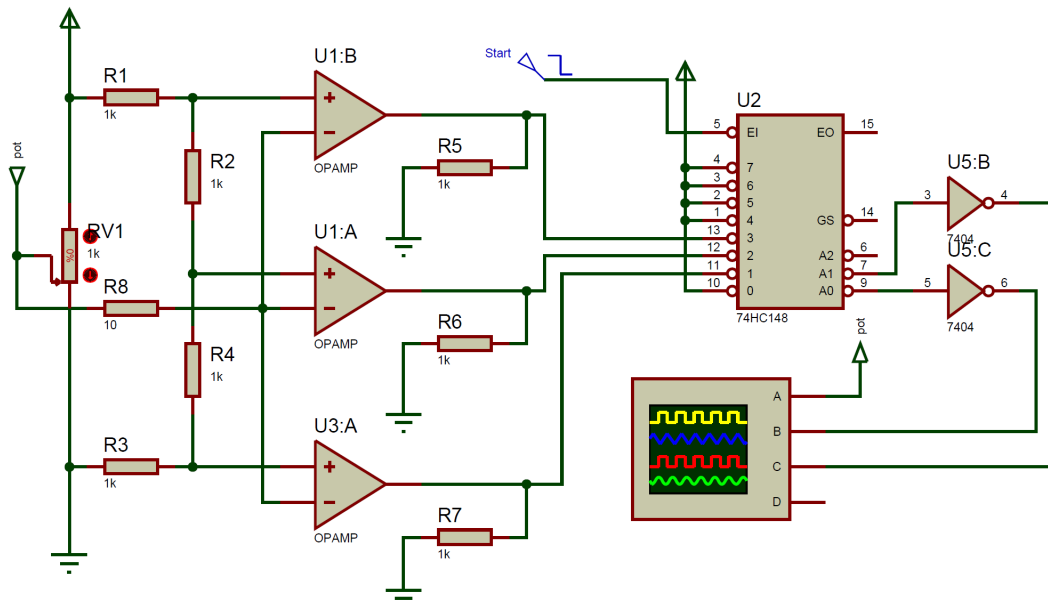 R1
1k
R2
1k
pot
RV1
1k
0%
R8
10
R4
1k
R3
1k
U1:B
OPAMP
R5
1k
U1:A
OPAMP
R6
1k
U3:A
OPAMP
R7
1k
Start
U2
5 EI EO 15
4 7
3 6
2 5
1 4 GS 14
13 3
12 2 A2 6
11 1 A1 7
10 0 A0 9
74HC148
U5:B
3 4
7404
U5:C
5 6
7404
pot
A
B
C
D